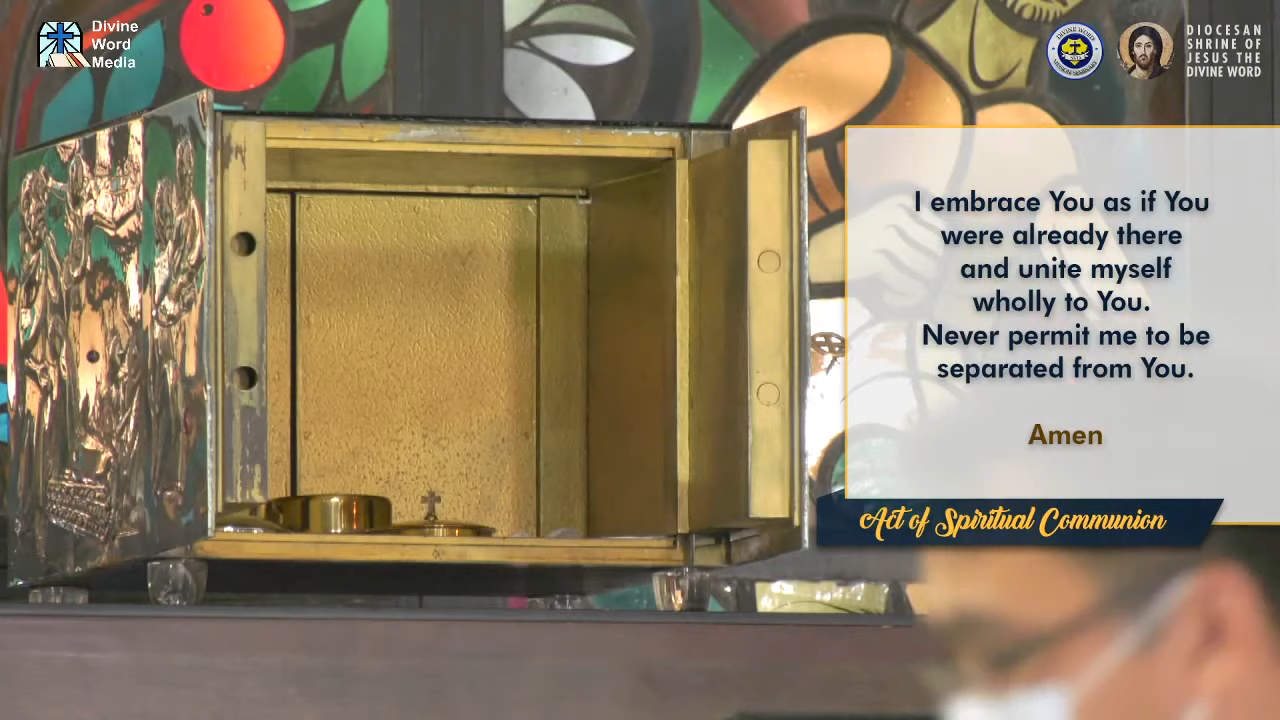 Divine
Word
Media
DIOCESAN
SHRINE OF
JESUS THE
DIVINE WORD
I embrace You as if You
were already there
and unite myself
wholly to You.
Never permit me to be
separated from You.
Amen
Act of Spiritual Communion